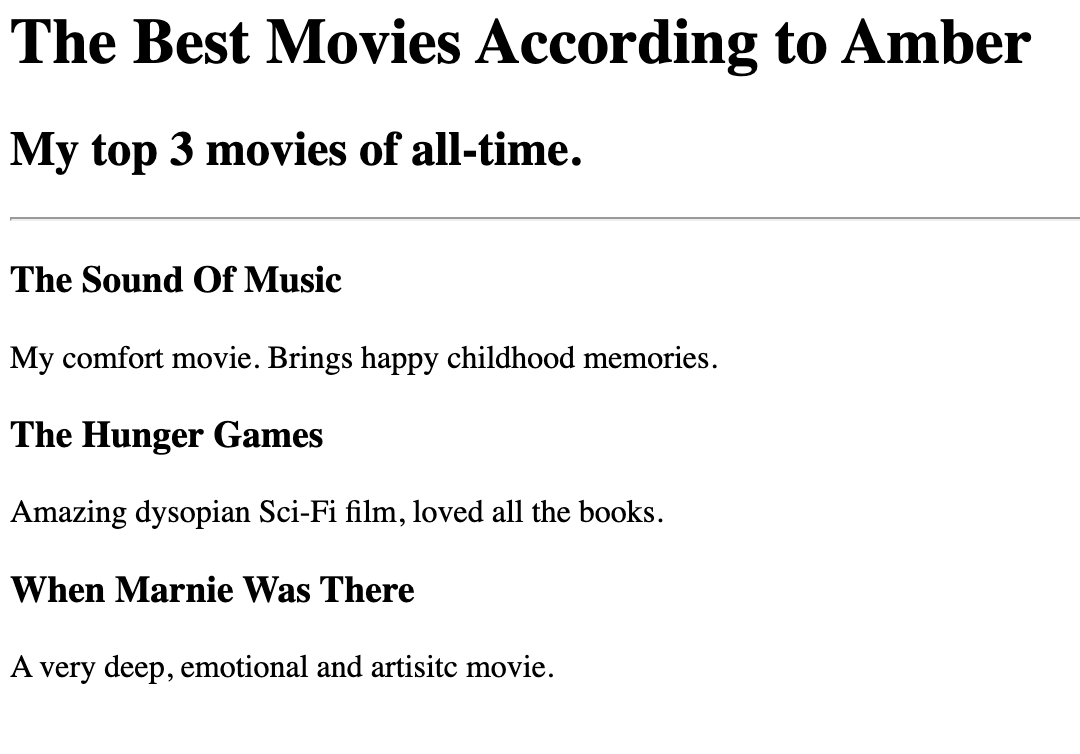 The Best Movies According to Amber
My top 3 movies of all-time.
The Sound Of Music
My comfort movie. Brings happy childhood memories.
The Hunger Games
Amazing dysopian Sci-Fi film, loved all the books.
When Marnie Was There
A very deep, emotional and artisitc movie.